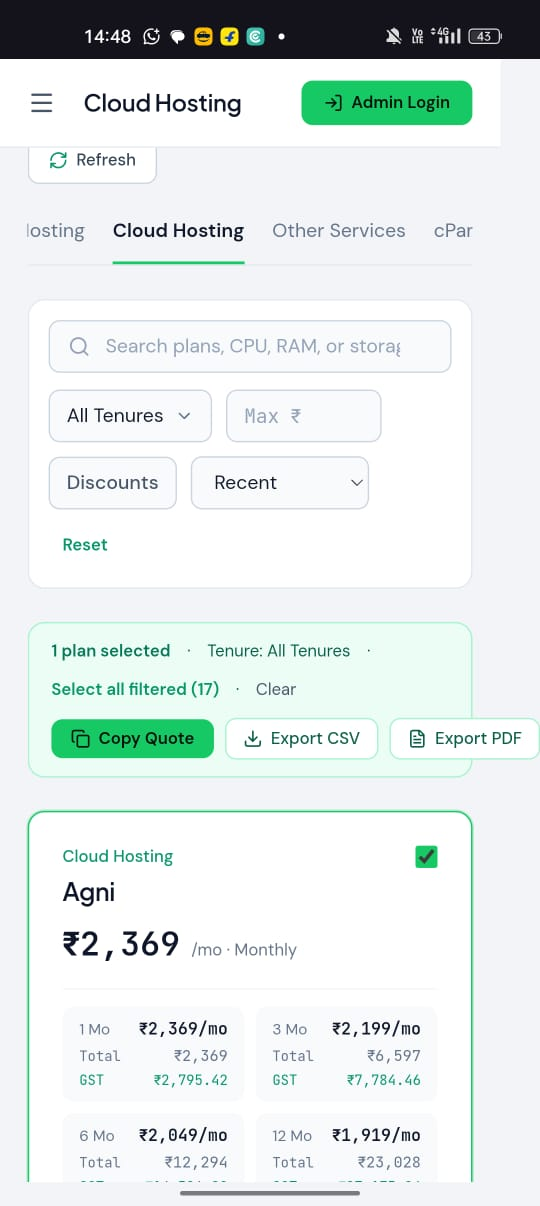 14:48 Vo LTE 4G 43
Cloud Hosting Admin Login
Refresh
losting Cloud Hosting Other Services cPar
Search plans, CPU, RAM, or storag
All Tenures Max ₹
Discounts Recent
Reset
1 plan selected · Tenure: All Tenures ·
Select all filtered (17) · Clear
Copy Quote Export CSV Export PDF
Cloud Hosting
Agni
₹2,369 /mo · Monthly
1 Mo ₹2,369/mo 3 Mo ₹2,199/mo
Total ₹2,369 Total ₹6,597
GST ₹2,795.42 GST ₹7,784.46
6 Mo ₹2,049/mo 12 Mo ₹1,919/mo
Total ₹12,294 Total ₹23,028